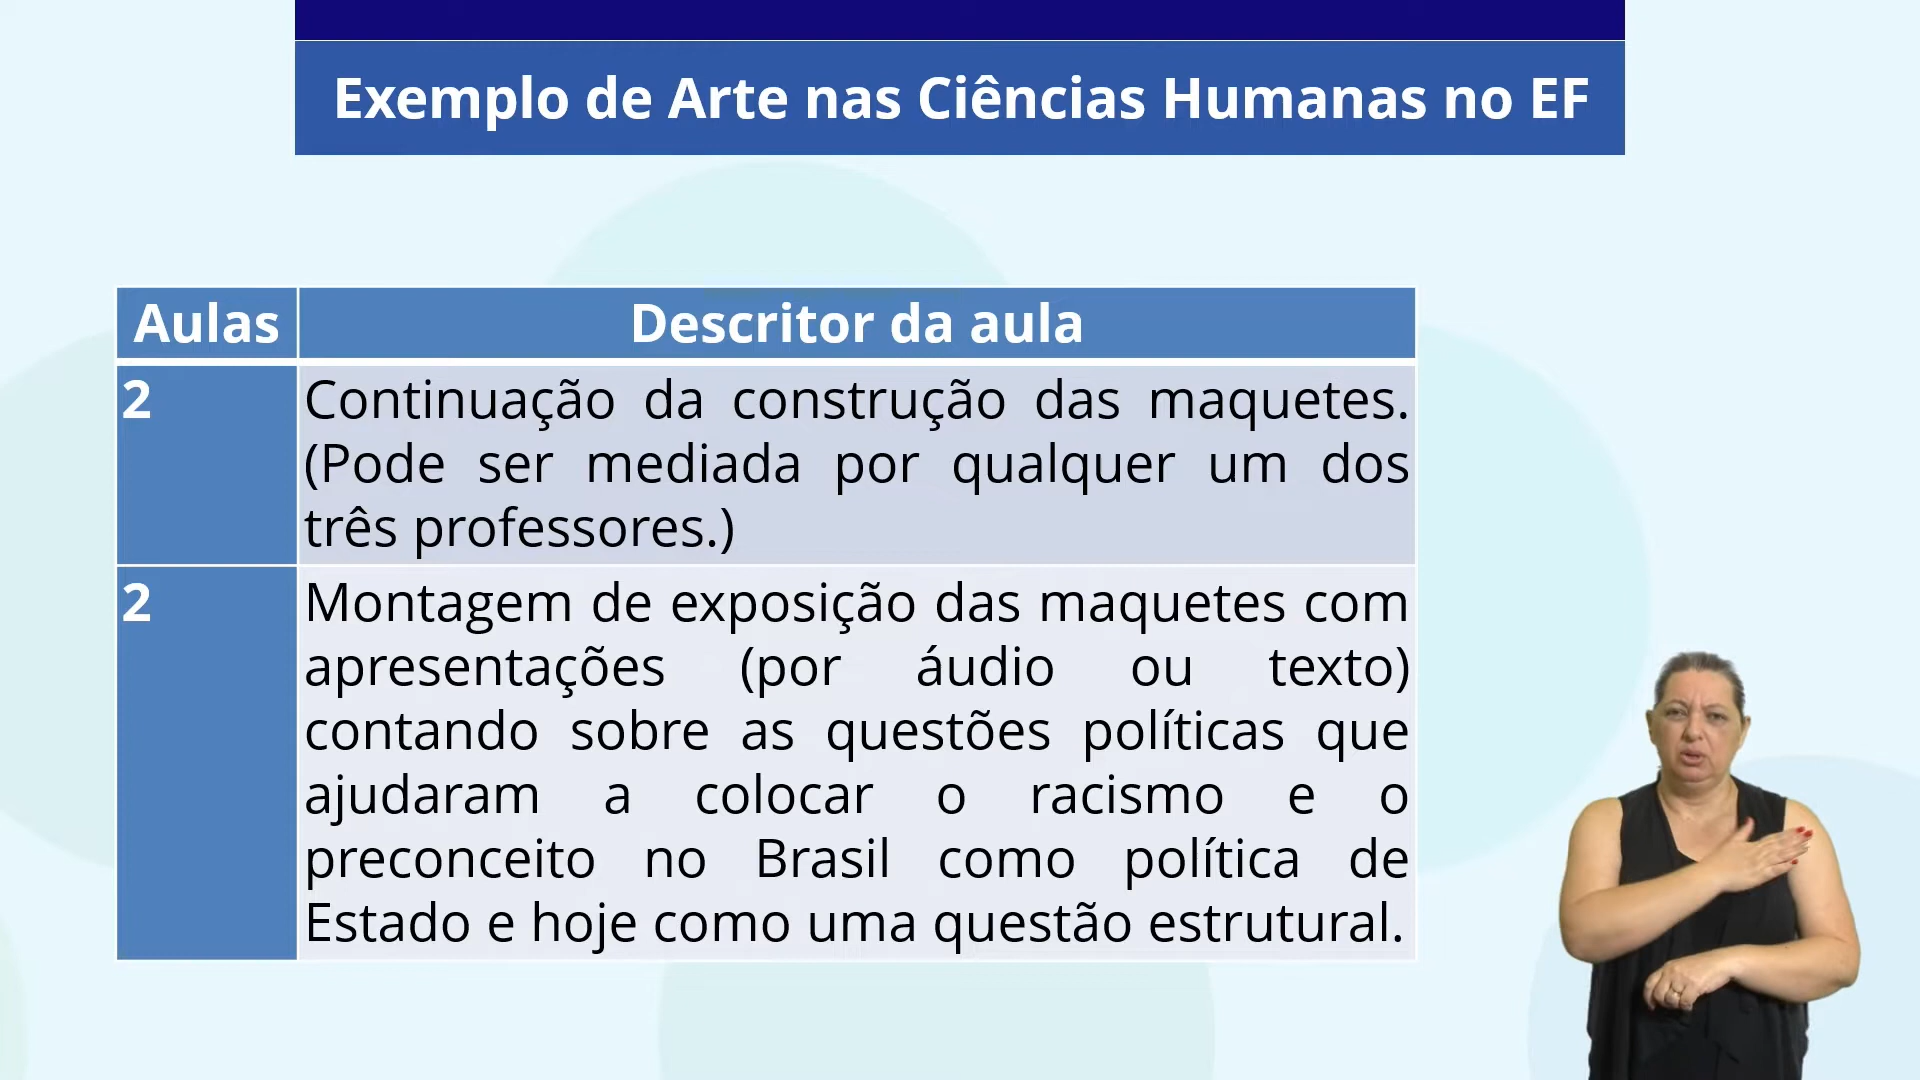 Exemplo de Arte nas Ciências Humanas no EF
Aulas Descritor da aula
2 Continuação da construção das maquetes.
(Pode ser mediada por qualquer um dos
três professores.)
2 Montagem de exposição das maquetes com
apresentações (por áudio ou texto)
contando sobre as questões políticas que
ajudaram a colocar o racismo e o
preconceito no Brasil como política de
Estado e hoje como uma questão estrutural.